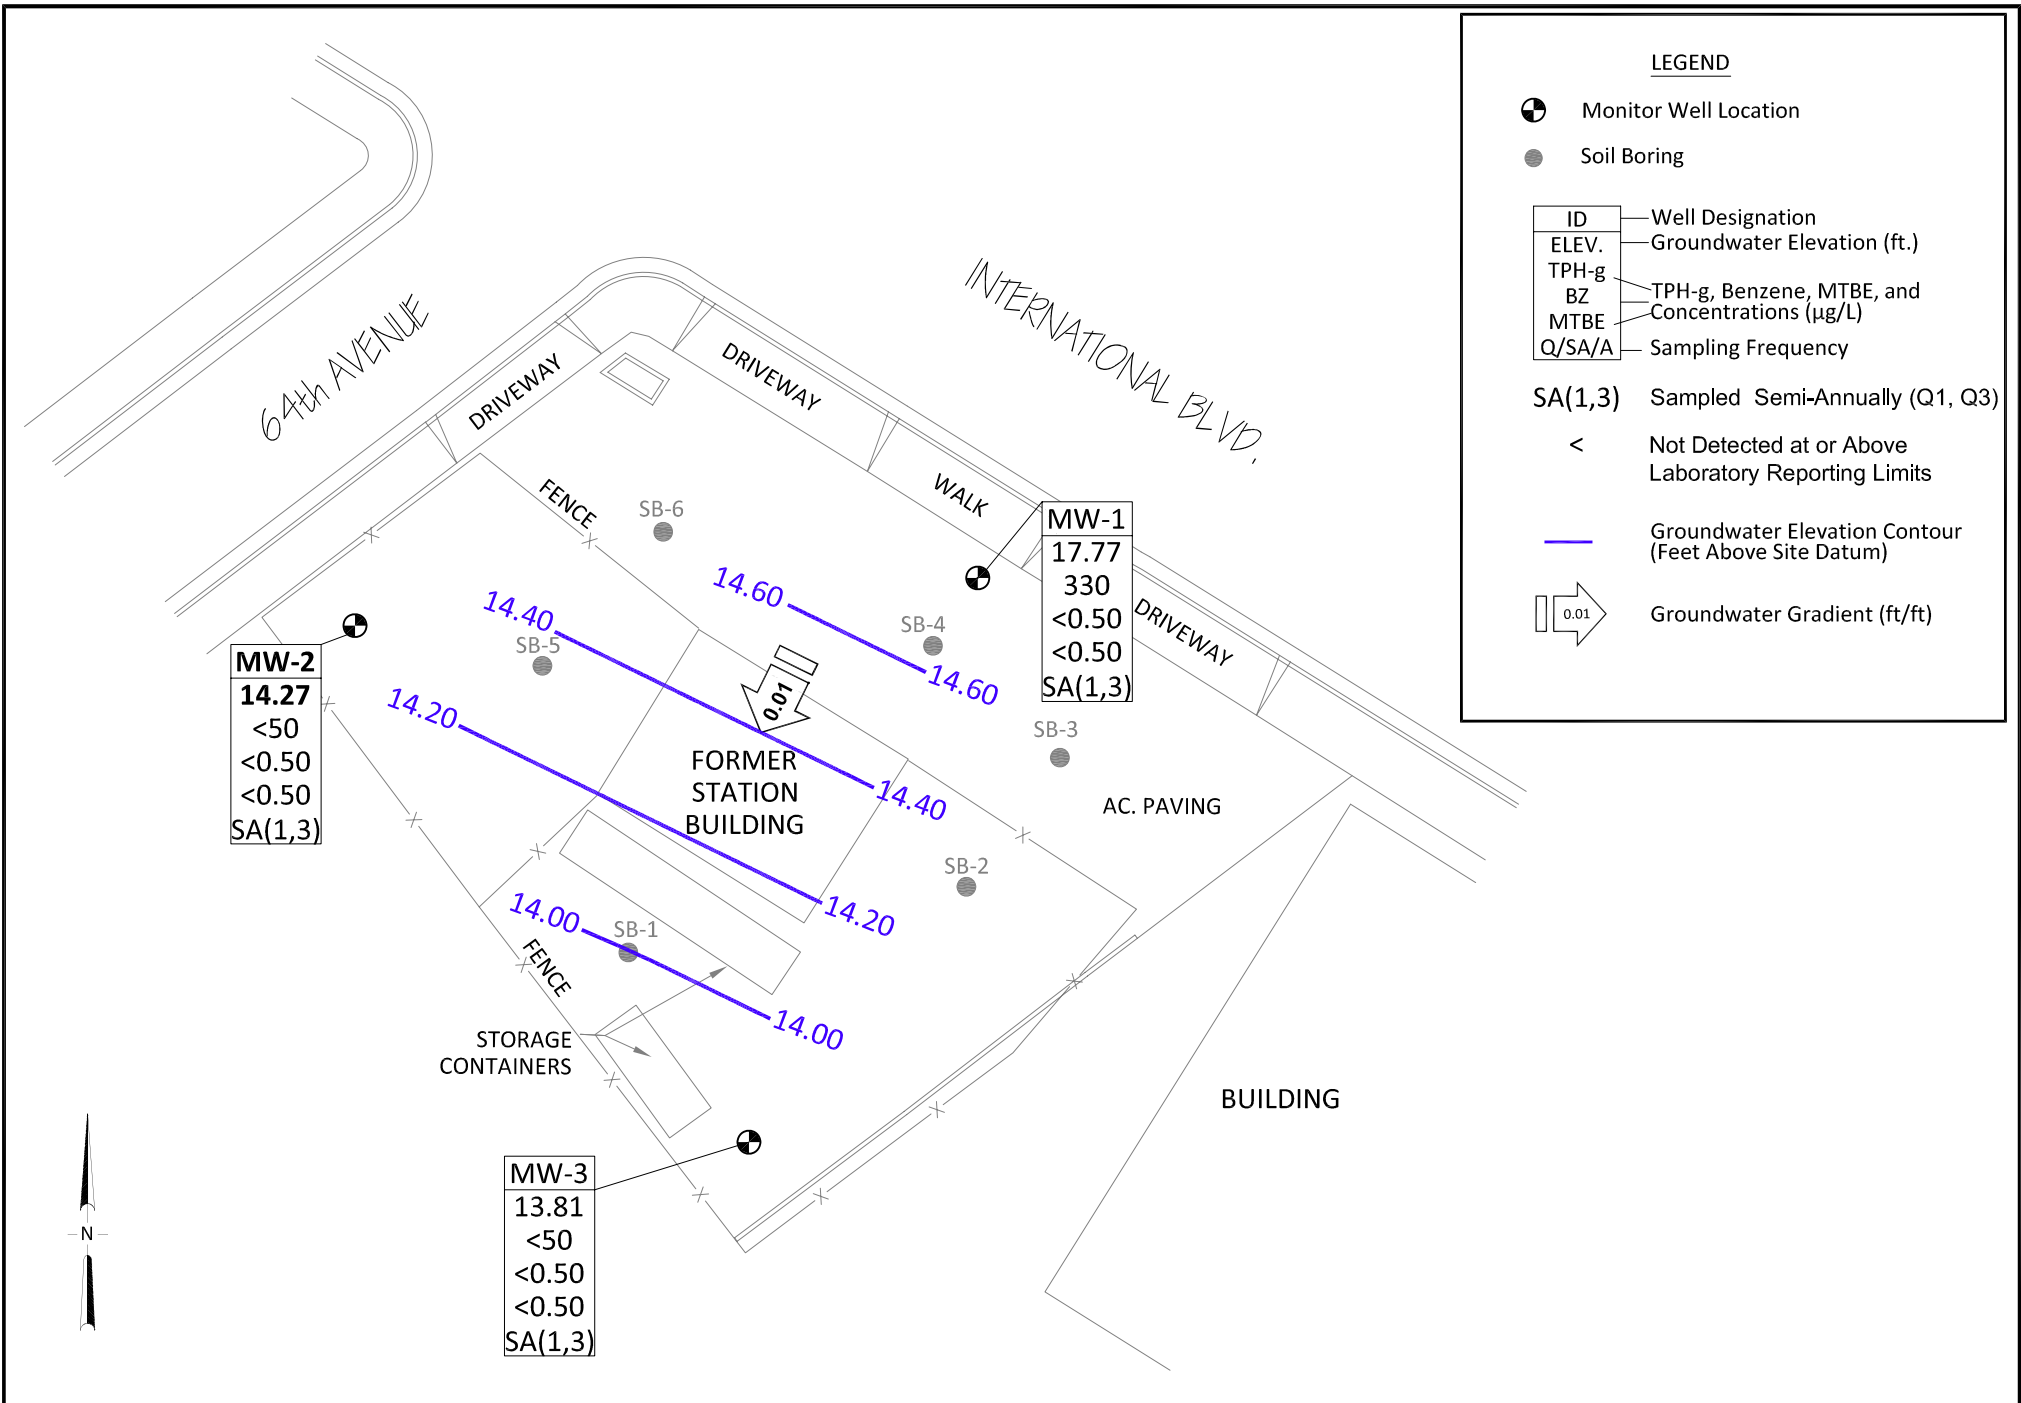 LEGEND
Monitor Well Location
Soil Boring
ID
Well Designation
ELEV.
Groundwater Elevation (ft.)
TPH-g
BZ
MTBE
TPH-g, Benzene, MTBE, and
Concentrations (µg/L)
Q/SA/A
Sampling Frequency
SA(1,3)
Sampled Semi-Annually (Q1, Q3)
<
Not Detected at or Above
Laboratory Reporting Limits
Groundwater Elevation Contour
(Feet Above Site Datum)
0.01
Groundwater Gradient (ft/ft)
64th AVENUE
INTERNATIONAL BLVD.
DRIVEWAY
DRIVEWAY
WALK
DRIVEWAY
FENCE
SB-6
MW-1
17.77
330
<0.50
<0.50
SA(1,3)
14.60
14.60
SB-4
14.40
14.40
SB-5
MW-2
14.27
<50
<0.50
<0.50
SA(1,3)
14.20
14.20
0.01
SB-3
FORMER
STATION
BUILDING
AC. PAVING
SB-2
14.00
14.00
SB-1
FENCE
STORAGE
CONTAINERS
BUILDING
MW-3
13.81
<50
<0.50
<0.50
SA(1,3)
N